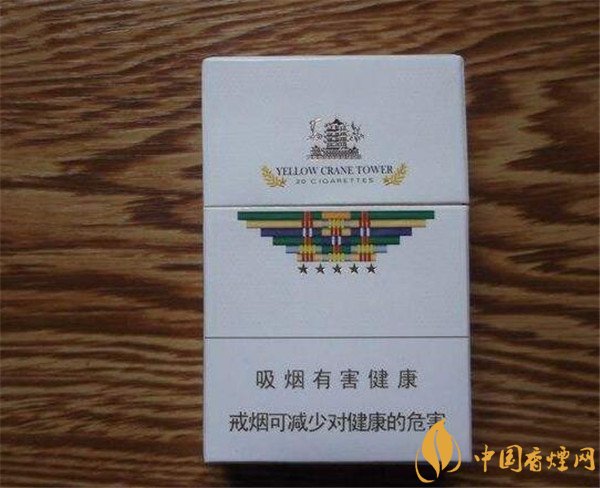 YELLOW CRANE TOWER
20 CIGARETTES
吸烟有害健康
戒烟可减少对健康的危害
中国香煙网